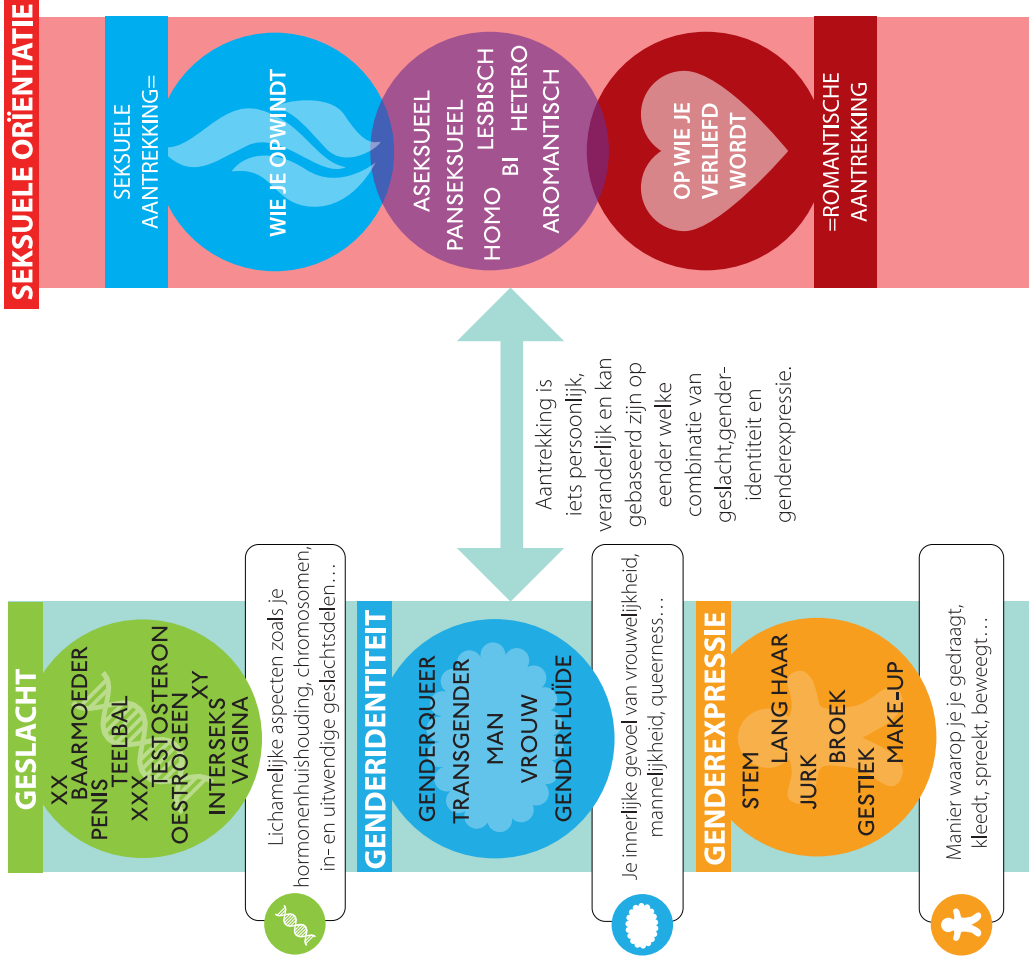 GESLACHT
XX
BAARMOEDER
PENIS
TEELBAL
XXX
TESTOSTERON
OESTROGEEN
XY
INTERSEKS
VAGINA
Lichamelijke aspecten zoals je
hormonenhuishouding, chromosomen,
in- en uitwendige geslachtsdelen...
GENDERIDENTITEIT
GENDERQUEER
TRANSGENDER
MAN
VROUW
GENDERFLUÏDE
Je innerlijke gevoel van vrouwelijkheid,
mannelijkheid, queerness...
GENDEREXPRESSIE
STEM
LANG HAAR
JURK
BROEK
GESTIEK
MAKE-UP
Manier waarop je je gedraagt,
kleedt, spreekt, beweegt...
Aantrekking is
iets persoonlijk,
veranderlijk en kan
gebaseerd zijn op
eender welke
combinatie van
geslacht,gender-
identiteit en
genderexpressie.
SEKSUELE ORÏENTATIE
SEKSUELE
AANTREKKING=
WIE JE OPWINDT
ASEKSUEEL
PANSEKSUEEL
HOMO LESBISCH
BI HETERO
AROMANTISCH
OP WIE JE
VERLIEFD
WORDT
=ROMANTISCHE
AANTREKKING